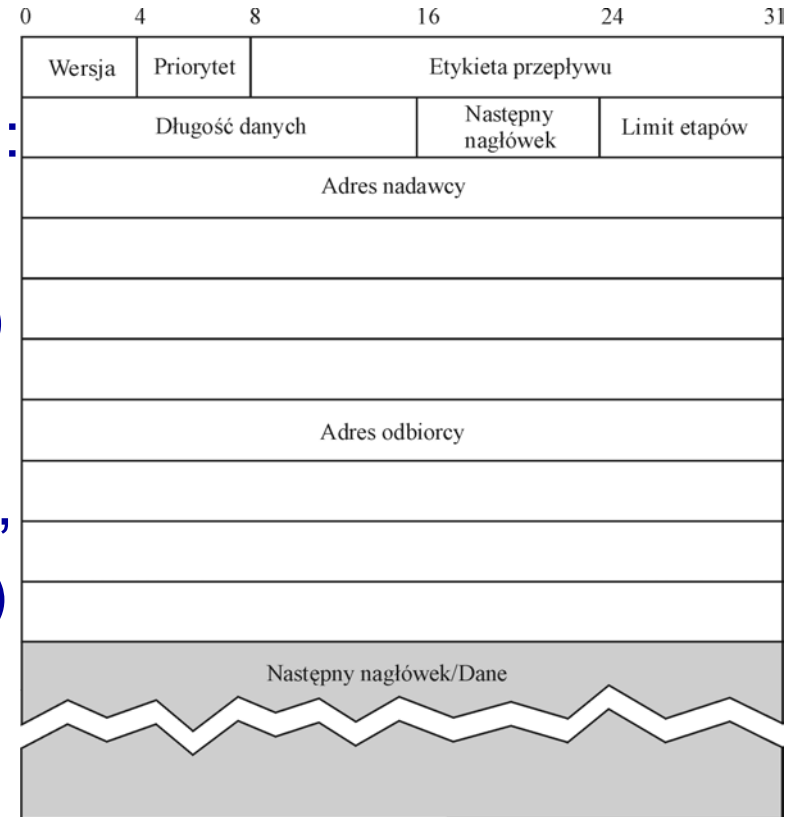 0 4 8 16 24 31
Wersja Priorytet Etykieta przepływu
: Długość danych Następny nagłówek Limit etapów
Adres nadawcy
)
Adres odbiorcy
,
)
Następny nagłówek/Dane